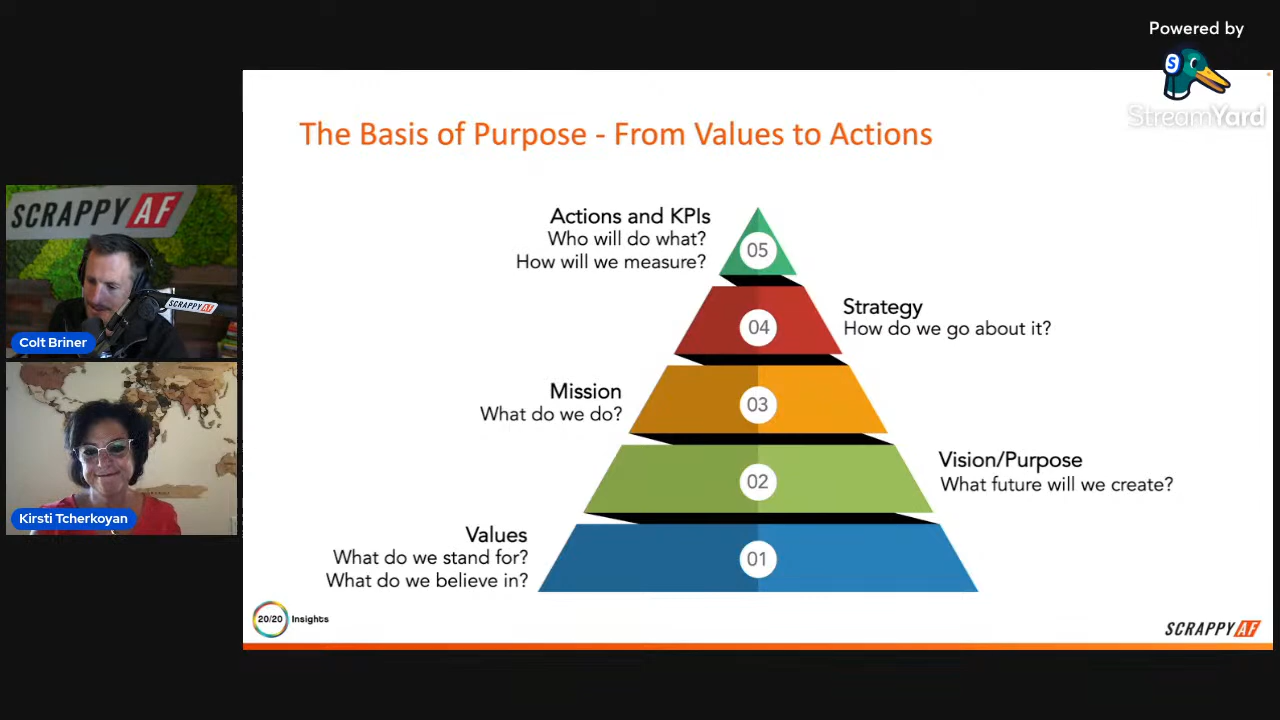 Powered by
StreamYard
The Basis of Purpose - From Values to Actions
SCRAPPY AF
SCRAPPY AF
Colt Briner
Kirsti Tcherkoyan
Actions and KPIs
Who will do what?
How will we measure?
05
Strategy
How do we go about it?
04
Mission
What do we do?
03
Vision/Purpose
What future will we create?
02
Values
What do we stand for?
What do we believe in?
01
20/20 Insights
SCRAPPY AF